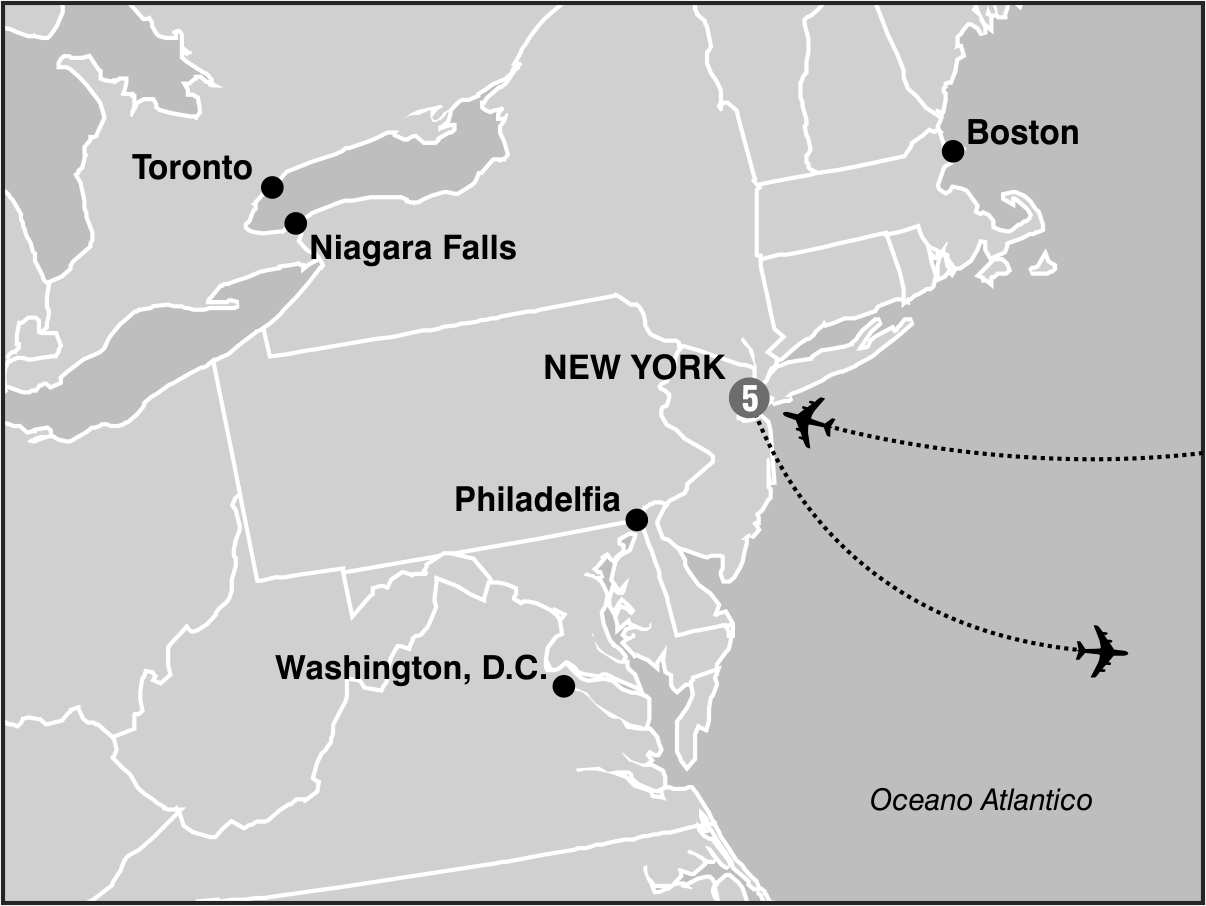 Boston
Toronto
Niagara Falls
NEW YORK
5
Philadelfia
Washington, D.C.
Oceano Atlantico